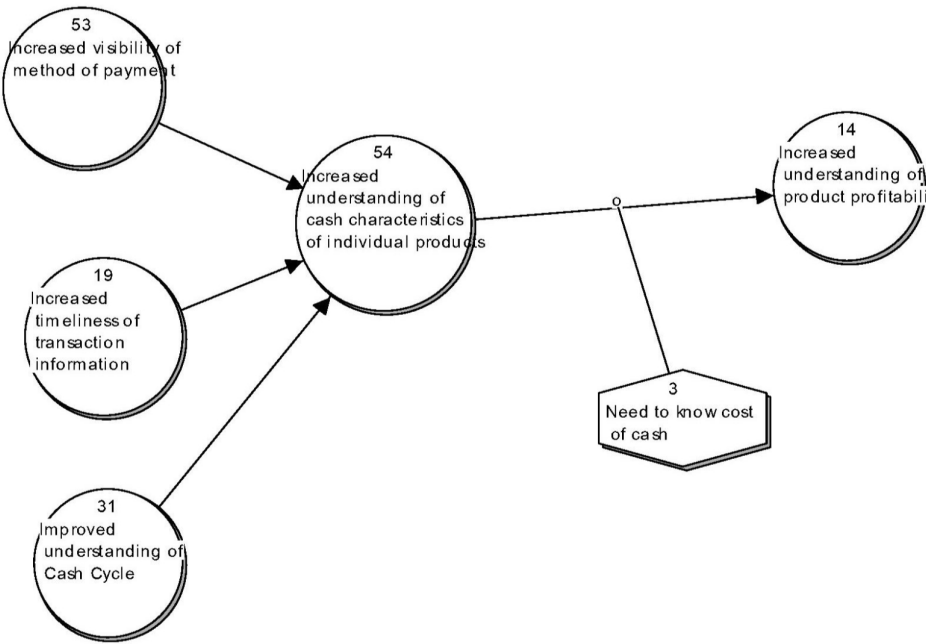 53
Increased visibility of
method of payment
54
Increased
understanding of
cash characteristics
of individual products
14
Increased
understanding of
product profitabili
19
Increased
timeliness of
transaction
information
3
Need to know cost
of cash
31
Improved
understanding of
Cash Cycle